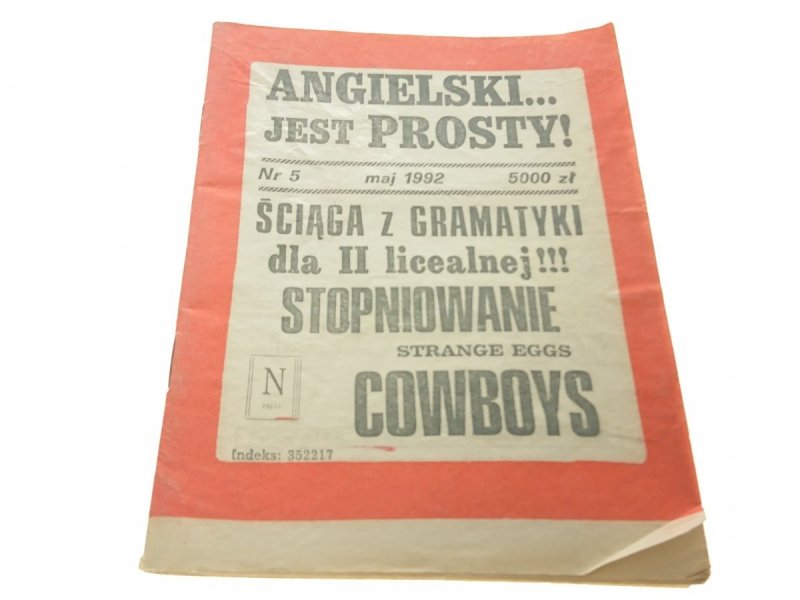 ANGIELSKI...
JEST PROSTY!
Nr 5 maj 1992 5000 zł
ŚCIĄGA Z GRAMATYKI
dla II licealnej!!!
STOPNIOWANIE
STRANGE EGGS
COWBOYS
N
PRESS
Indeks: 352217